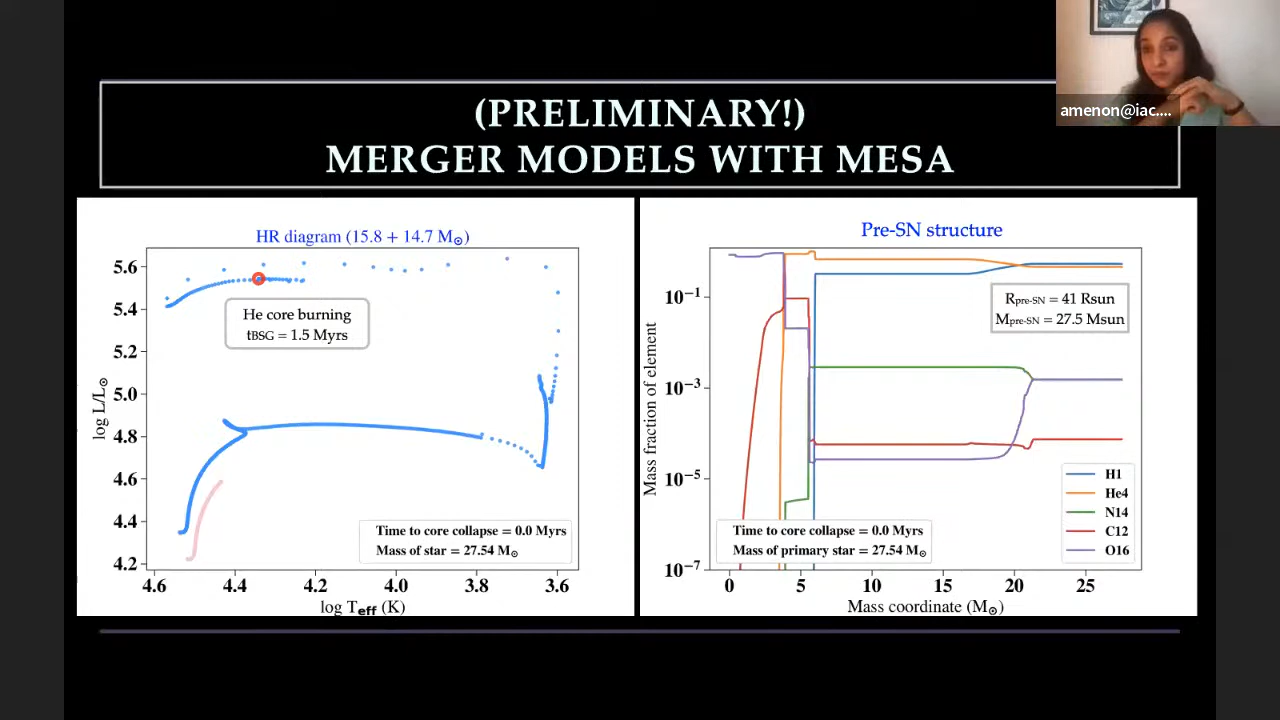 amenon@iac....
(PRELIMINARY!)
MERGER MODELS WITH MESA
HR diagram (15.8 + 14.7 M⊙)
5.6
5.4
5.2
5.0
4.8
4.6
4.4
4.2
log L/L⊙
He core burning
tBSG = 1.5 Myrs
Time to core collapse = 0.0 Myrs
Mass of star = 27.54 M⊙
4.6 4.4 4.2 4.0 3.8 3.6
log Teff (K)
Pre-SN structure
10⁻¹
10⁻³
10⁻⁵
10⁻⁷
Mass fraction of element
Rpre-SN = 41 Rsun
Mpre-SN = 27.5 Msun
H1
He4
N14
C12
O16
Time to core collapse = 0.0 Myrs
Mass of primary star = 27.54 M⊙
0 5 10 15 20 25
Mass coordinate (M⊙)